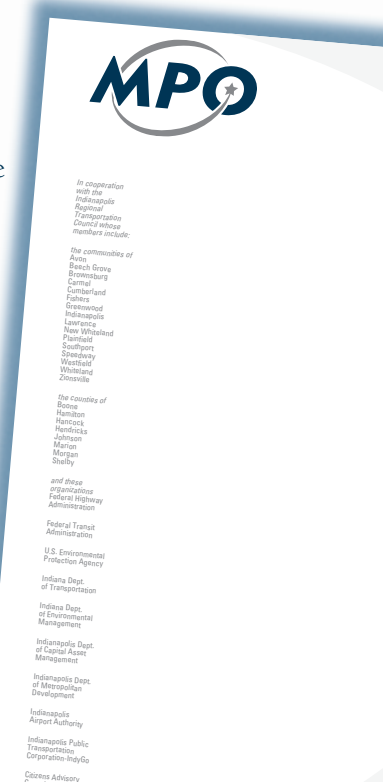 e
MPO
In cooperation
with the
Indianapolis
Regional
Transportation
Council whose
members include:
the communities of
Avon
Beech Grove
Brownsburg
Carmel
Cumberland
Fishers
Greenwood
Indianapolis
Lawrence
New Whiteland
Plainfield
Southport
Speedway
Westfield
Whiteland
Zionsville
the counties of
Boone
Hamilton
Hancock
Hendricks
Johnson
Marion
Morgan
Shelby
and these
organizations
Federal Highway
Administration
Federal Transit
Administration
U.S. Environmental
Protection Agency
Indiana Dept.
of Transportation
Indiana Dept.
of Environmental
Management
Indianapolis Dept.
of Capital Asset
Management
Indianapolis Dept.
of Metropolitan
Development
Indianapolis
Airport Authority
Indianapolis Public
Transportation
Corporation-IndyGo
Citizens Advisory